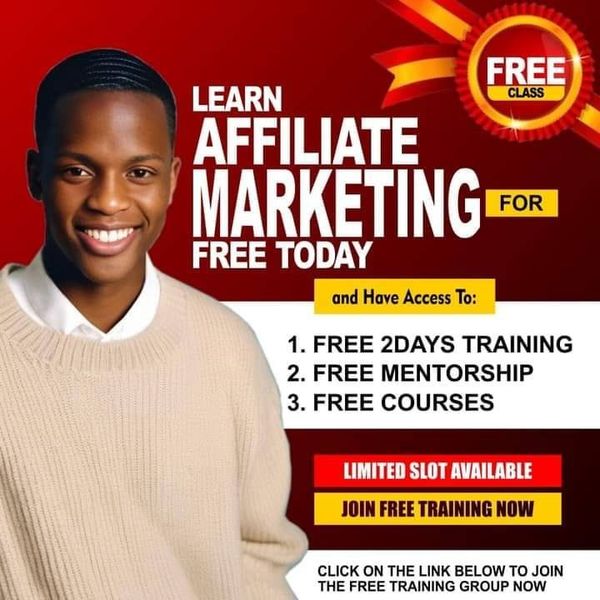 FREE
CLASS
LEARN
AFFILIATE
MARKETING FOR
FREE TODAY
and Have Access To:
1. FREE 2DAYS TRAINING
2. FREE MENTORSHIP
3. FREE COURSES
LIMITED SLOT AVAILABLE
JOIN FREE TRAINING NOW
CLICK ON THE LINK BELOW TO JOIN
THE FREE TRAINING GROUP NOW